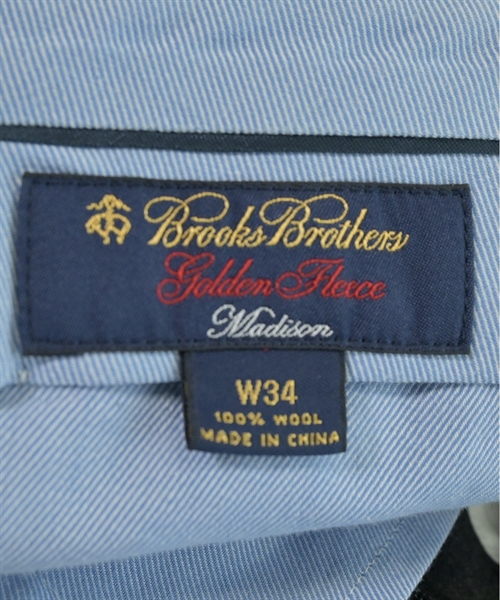 Brooks Brothers
Golden Fleece
Madison
W34
100% WOOL
MADE IN CHINA